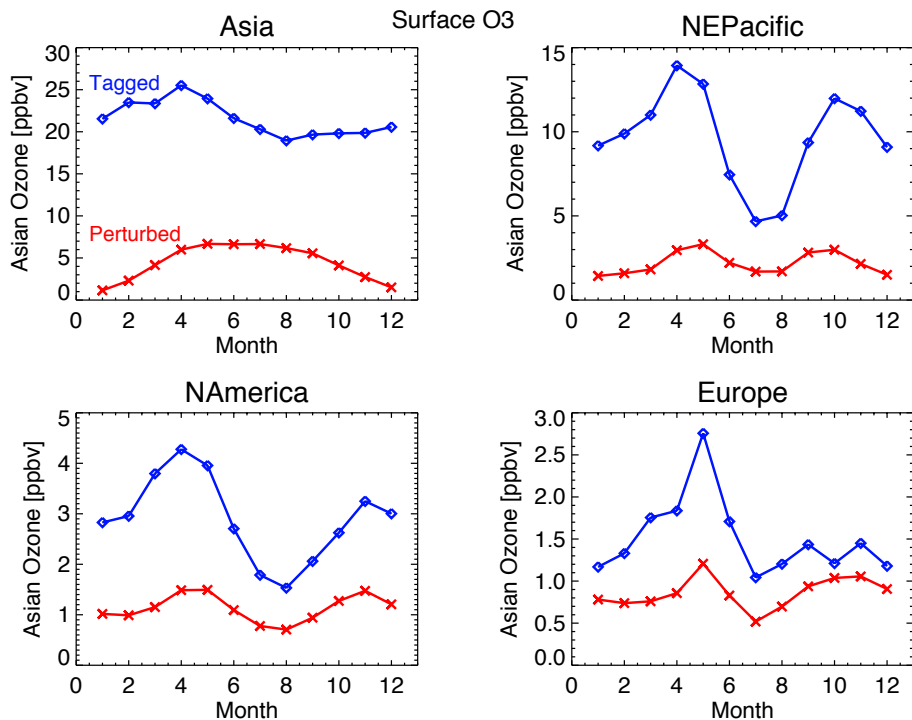 Surface O3
Asia
30
25
20
15
10
5
0
Asian Ozone [ppbv]
Tagged
Perturbed
0 2 4 6 8 10 12
Month
NEPacific
15
10
5
0
Asian Ozone [ppbv]
0 2 4 6 8 10 12
Month
NAmerica
5
4
3
2
1
0
Asian Ozone [ppbv]
0 2 4 6 8 10 12
Month
Europe
3.0
2.5
2.0
1.5
1.0
0.5
0.0
Asian Ozone [ppbv]
0 2 4 6 8 10 12
Month